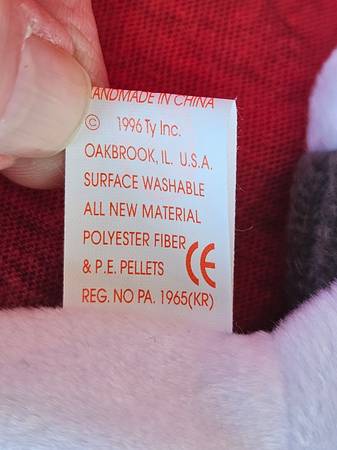 HANDMADE IN CHINA
© 1996 Ty Inc.
OAKBROOK, IL. U.S.A.
SURFACE WASHABLE
ALL NEW MATERIAL
POLYESTER FIBER
& P.E. PELLETS CE
REG. NO PA. 1965(KR)